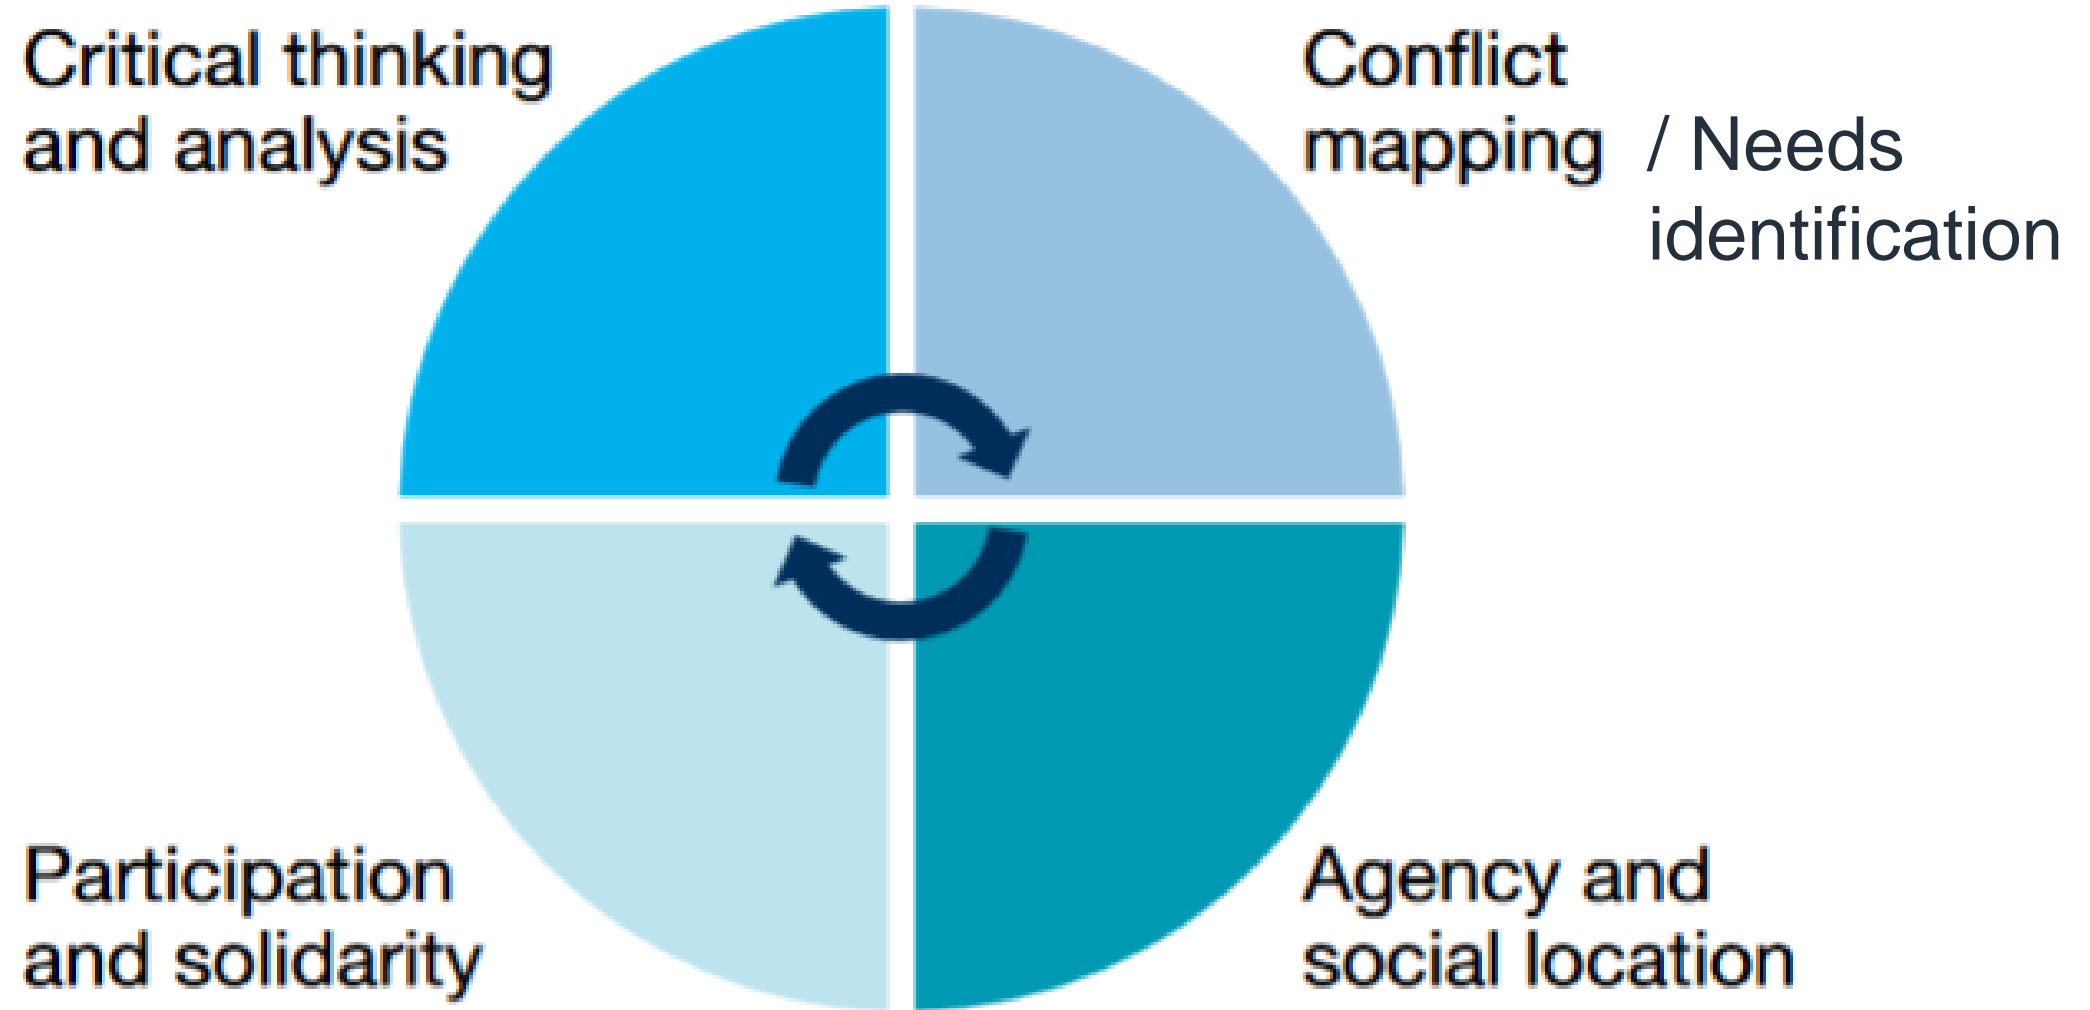 Critical thinking
and analysis
Conflict
mapping / Needs
identification
Participation
and solidarity
Agency and
social location